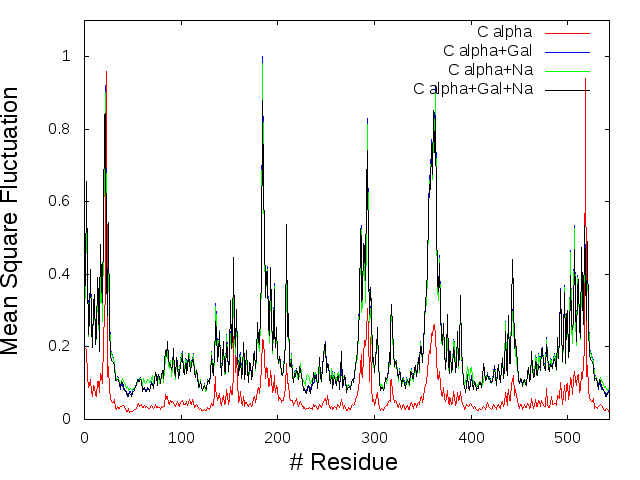 C alpha
C alpha+Gal
C alpha+Na
C alpha+Gal+Na
Mean Square Fluctuation
1
0.8
0.6
0.4
0.2
0
0 100 200 300 400 500
# Residue